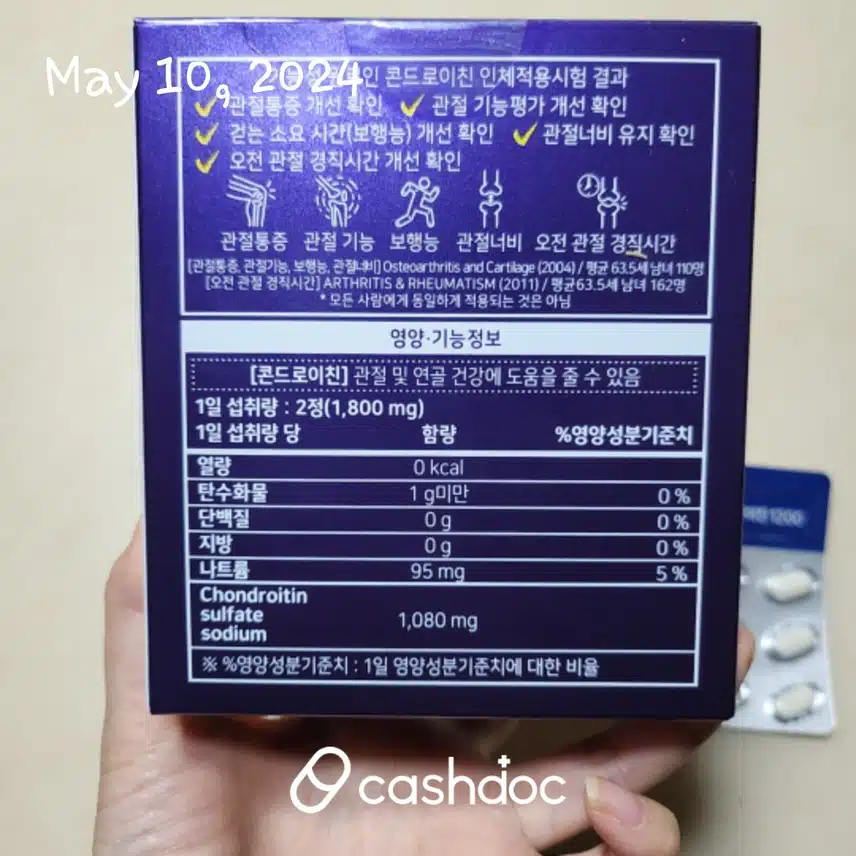 May 10, 2024
콘드로이친 인체적용시험 결과
관절통증 개선 확인 관절 기능평가 개선 확인
걷는 소요 시간(보행능) 개선 확인 관절너비 유지 확인
오전 관절 경직시간 개선 확인
관절통증 관절 기능 보행능 관절너비 오전 관절 경직시간
[관절통증, 관절기능, 보행능, 관절너비] Osteoarthritis and Cartilage (2004) / 평균 63.5세 남녀 110명
[오전 관절 경직시간] ARTHRITIS & RHEUMATISM (2011) / 평균63.5세 남녀 162명
* 모든 사람에게 동일하게 적용되는 것은 아님
영양·기능정보
[콘드로이친] 관절 및 연골 건강에 도움을 줄 수 있음
1일 섭취량 : 2정(1,800 mg)
1일 섭취량 당 함량 %영양성분기준치
열량 0 kcal
탄수화물 1 g미만 0 %
단백질 0 g 0 %
지방 0 g 0 %
나트륨 95 mg 5 %
Chondroitin
sulfate
sodium
1,080 mg
※ %영양성분기준치 : 1일 영양성분기준치에 대한 비율
1200
cashdoc